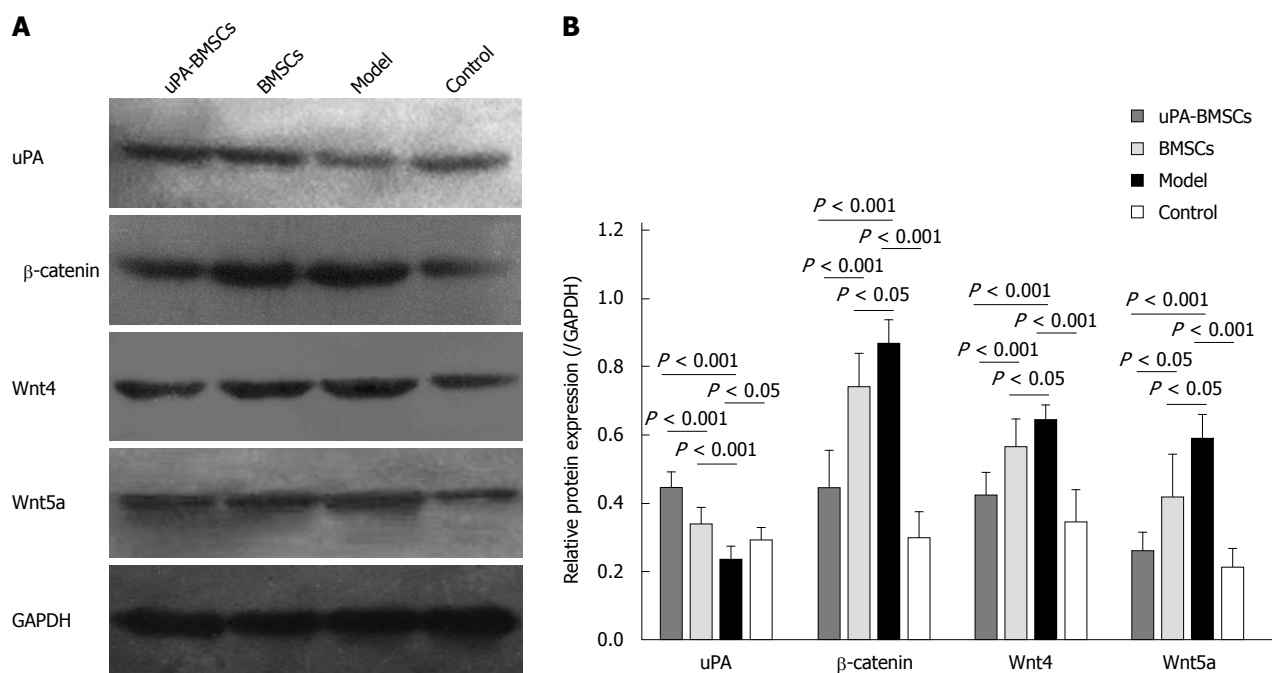 A
uPA-BMSCs
BMSCs
Model
Control
uPA
β-catenin
Wnt4
Wnt5a
GAPDH
B
uPA-BMSCs
BMSCs
Model
Control
Relative protein expression (/GAPDH)
1.2
1.0
0.8
0.6
0.4
0.2
0.0
P < 0.001
P < 0.05
P < 0.001
P < 0.001
P < 0.001
P < 0.001
P < 0.001
P < 0.05
P < 0.001
P < 0.001
P < 0.001
P < 0.05
P < 0.001
P < 0.001
P < 0.05
P < 0.05
uPA
β-catenin
Wnt4
Wnt5a